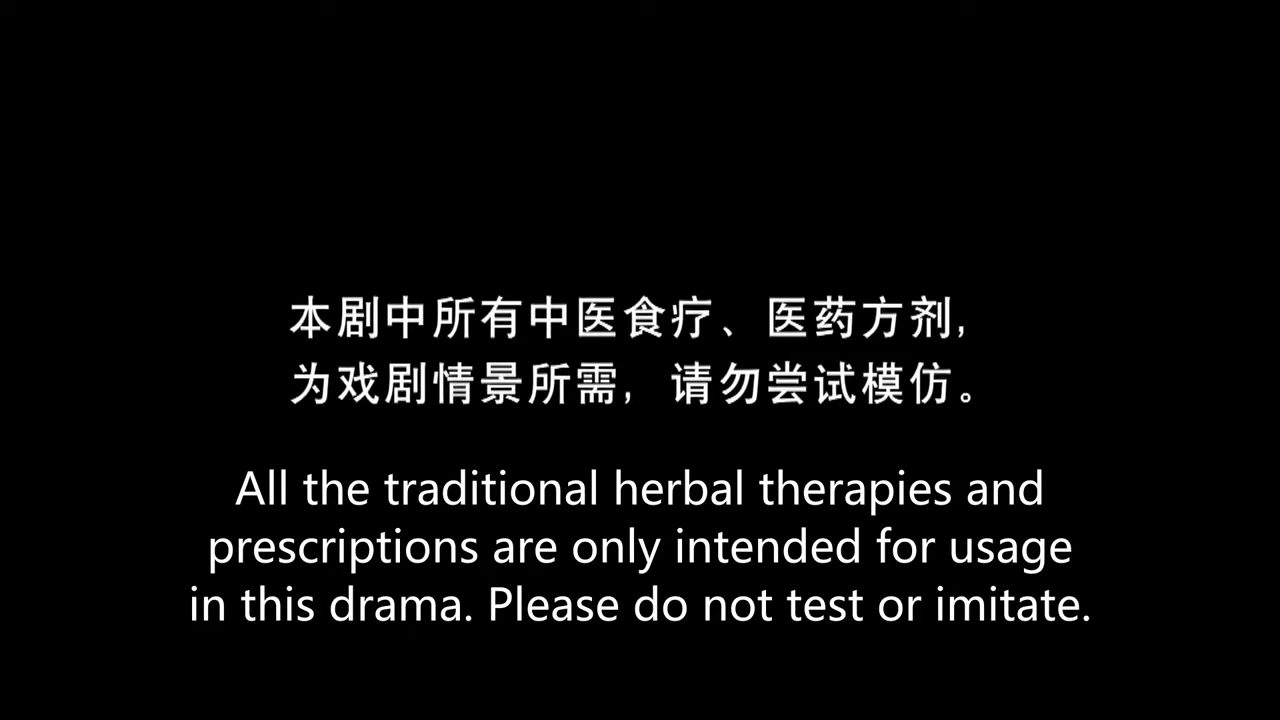 本剧中所有中医食疗、医药方剂,
为戏剧情景所需, 请勿尝试模仿。
All the traditional herbal therapies and
prescriptions are only intended for usage
in this drama. Please do not test or imitate.